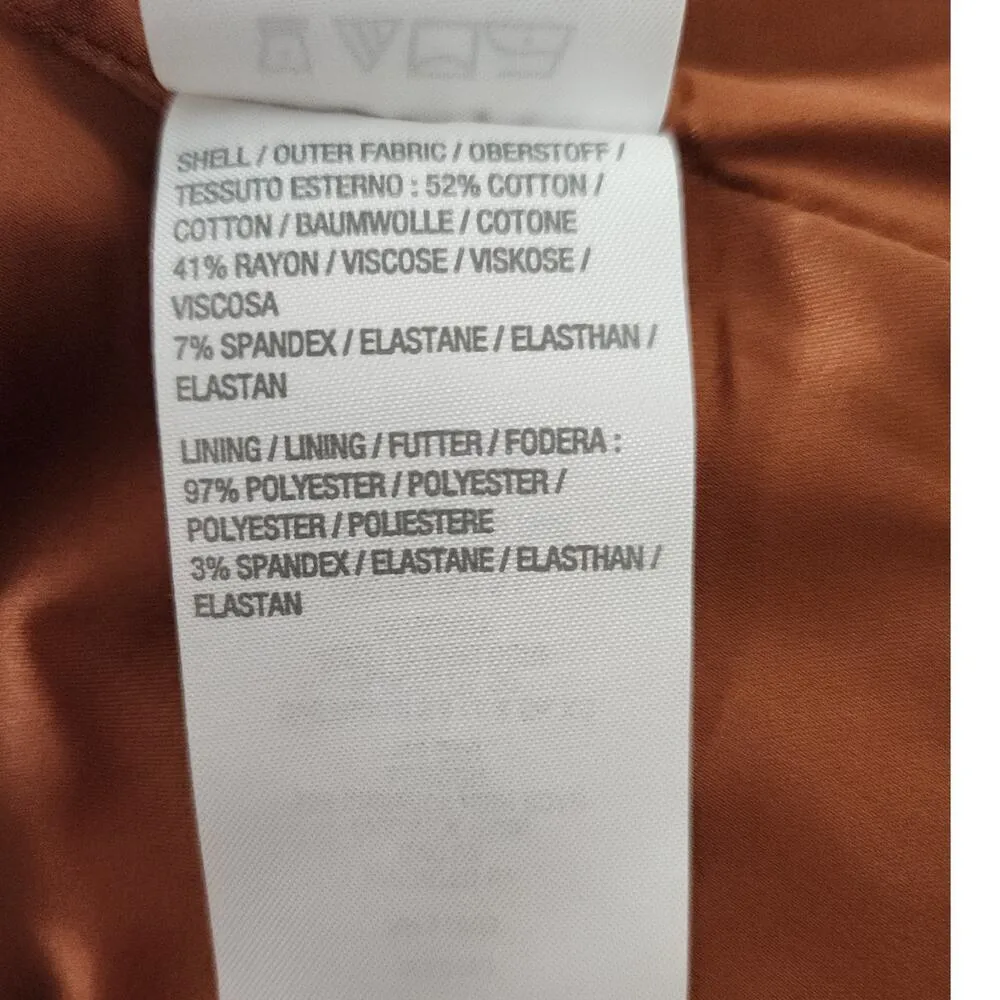 SHELL / OUTER FABRIC / OBERSTOFF /
TESSUTO ESTERNO : 52% COTTON /
COTTON / BAUMWOLLE / COTONE
41% RAYON / VISCOSE / VISKOSE /
VISCOSA
7% SPANDEX / ELASTANE / ELASTHAN /
ELASTAN
LINING / LINING / FUTTER / FODERA :
97% POLYESTER / POLYESTER /
POLYESTER / POLIESTERE
3% SPANDEX / ELASTANE / ELASTHAN /
ELASTAN